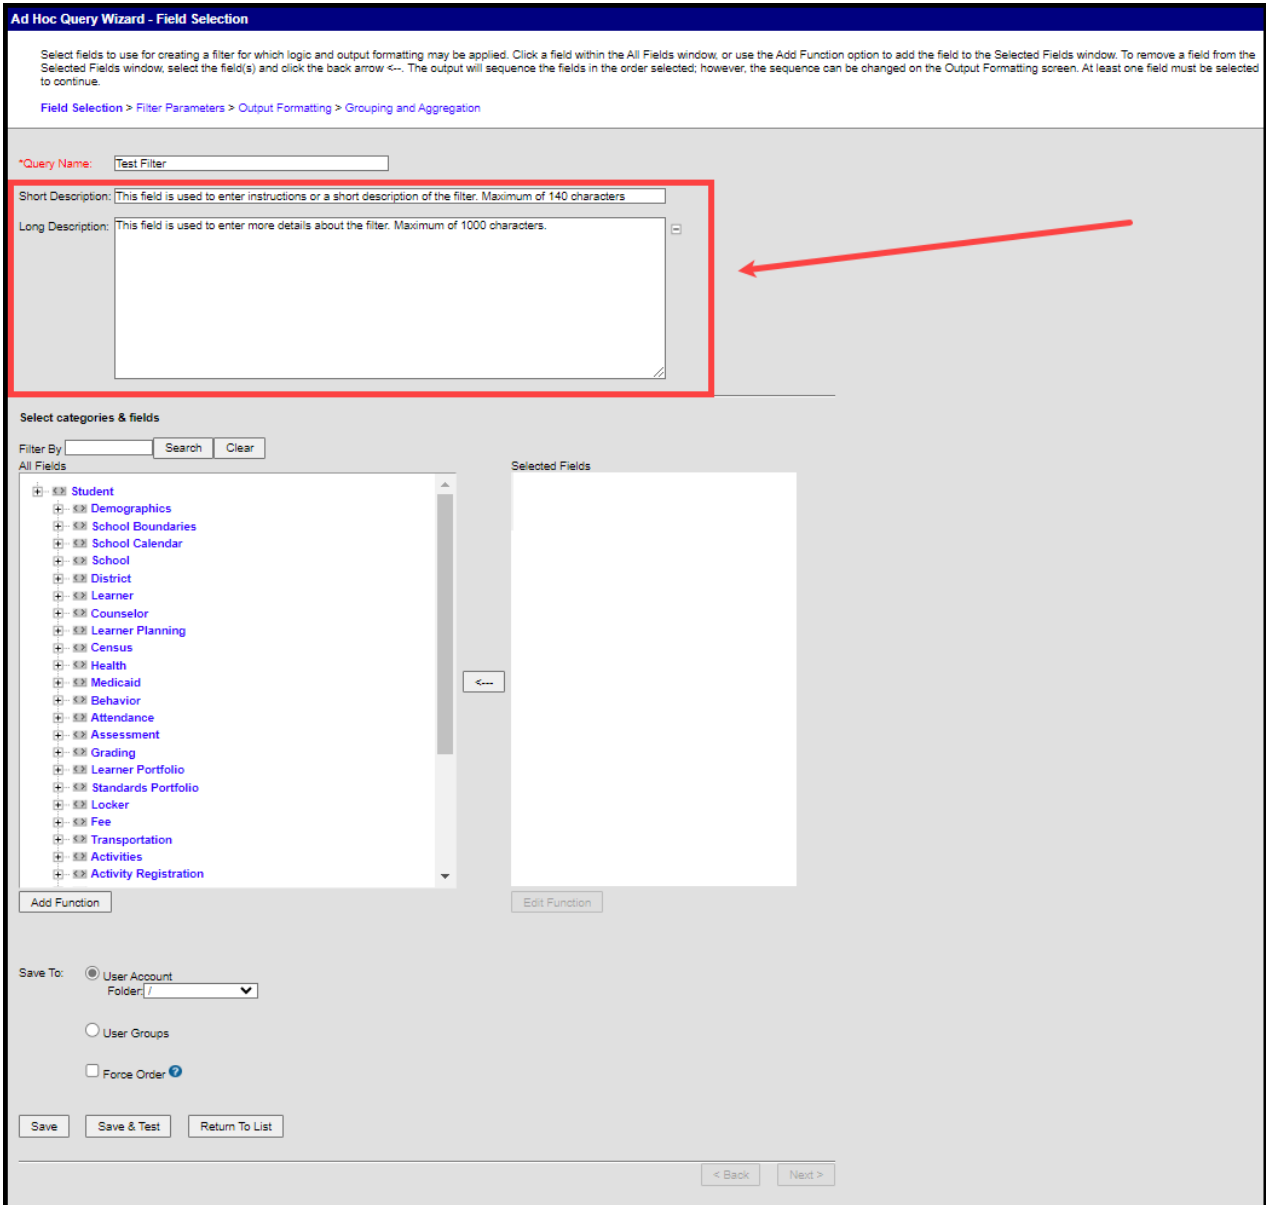 Ad Hoc Query Wizard - Field Selection
Select fields to use for creating a filter for which logic and output formatting may be applied. Click a field within the All Fields window, or use the Add Function option to add the field to the Selected Fields window. To remove a field from the
Selected Fields window, select the field(s) and click the back arrow <--. The output will sequence the fields in the order selected; however, the sequence can be changed on the Output Formatting screen. At least one field must be selected
to continue.
Field Selection > Filter Parameters > Output Formatting > Grouping and Aggregation
*Query Name: Test Filter
Short Description: This field is used to enter instructions or a short description of the filter. Maximum of 140 characters
Long Description: This field is used to enter more details about the filter. Maximum of 1000 characters.
Select categories & fields
Filter By Search Clear
All Fields Selected Fields
Student
Demographics
School Boundaries
School Calendar
School
District
Learner
Counselor
Learner Planning
Census
Health
Medicaid
<---
Behavior
Attendance
Assessment
Grading
Learner Portfolio
Standards Portfolio
Locker
Fee
Transportation
Activities
Activity Registration
Add Function Edit Function
Save To: User Account
Folder: /
User Groups
Force Order ?
Save Save & Test Return To List
< Back Next >